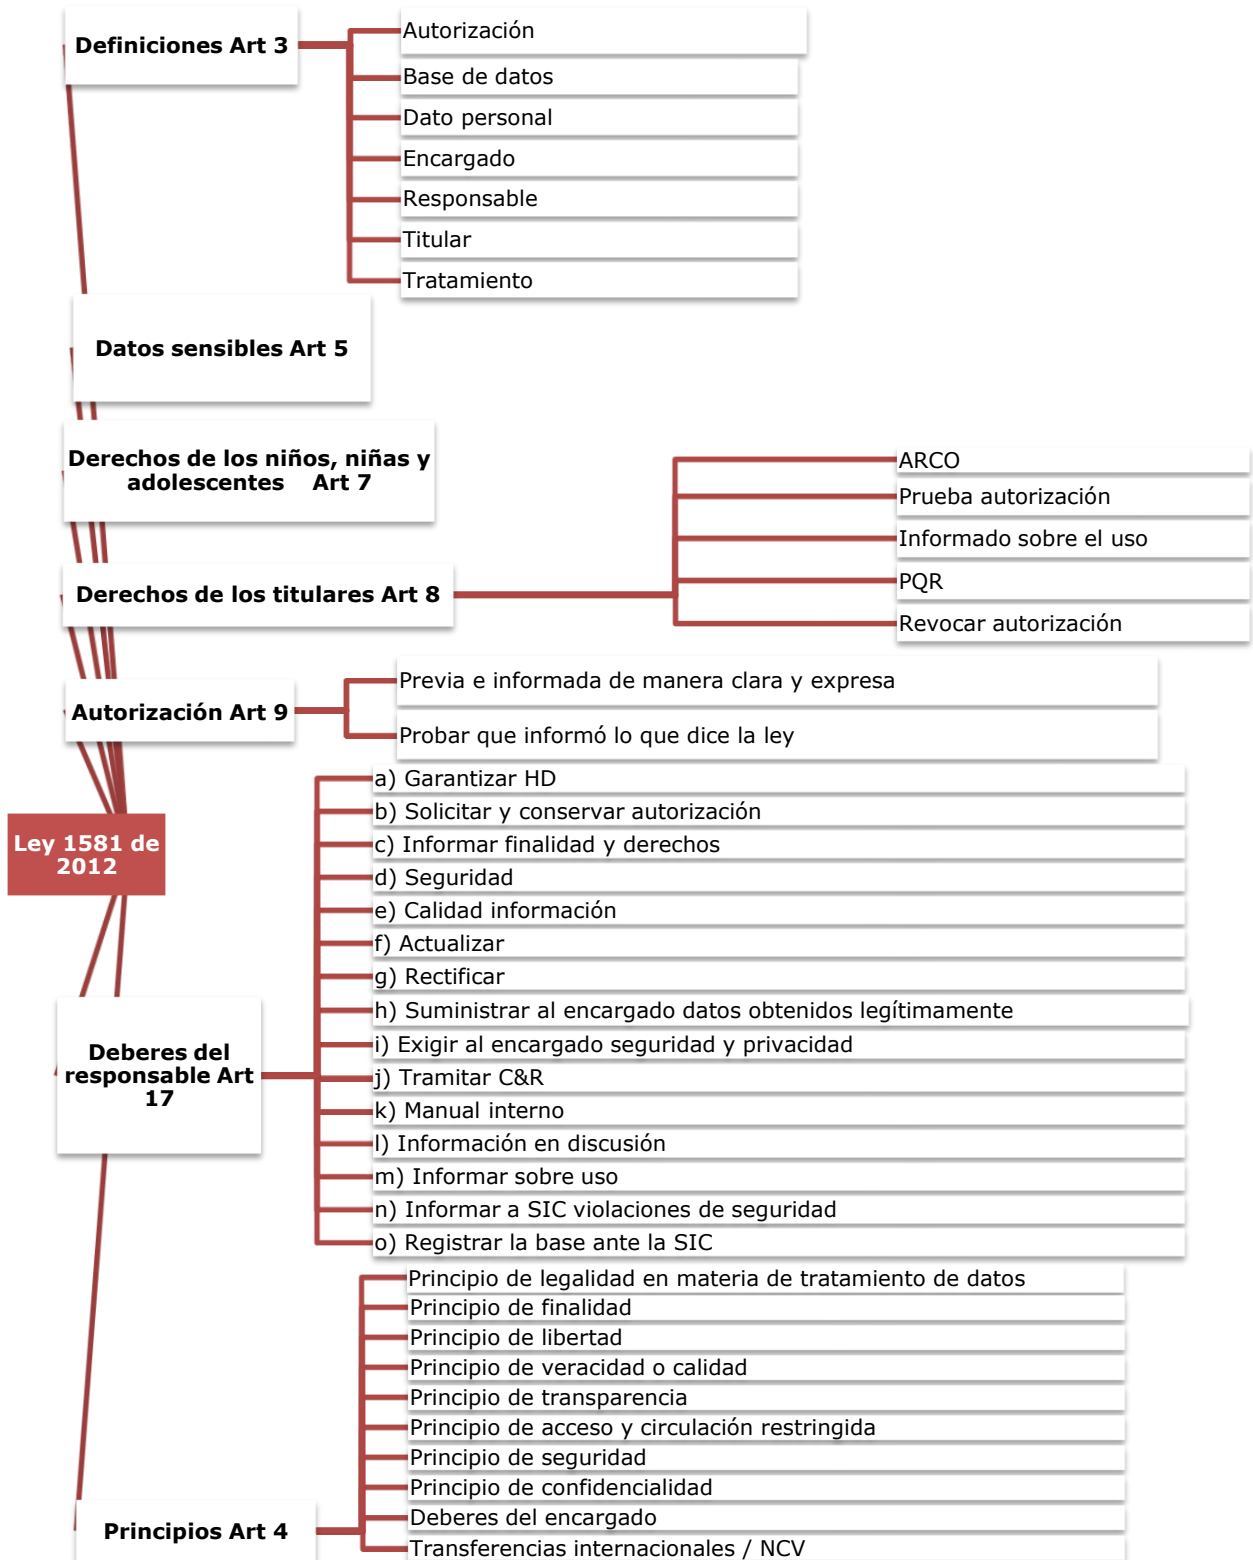 Definiciones Art 3
Autorización
Base de datos
Dato personal
Encargado
Responsable
Titular
Tratamiento
Datos sensibles Art 5
Derechos de los niños, niñas y
adolescentes Art 7
Derechos de los titulares Art 8
ARCO
Prueba autorización
Informado sobre el uso
PQR
Revocar autorización
Autorización Art 9
Previa e informada de manera clara y expresa
Probar que informó lo que dice la ley
Ley 1581 de
2012
Deberes del
responsable Art
17
a) Garantizar HD
b) Solicitar y conservar autorización
c) Informar finalidad y derechos
d) Seguridad
e) Calidad información
f) Actualizar
g) Rectificar
h) Suministrar al encargado datos obtenidos legítimamente
i) Exigir al encargado seguridad y privacidad
j) Tramitar C&R
k) Manual interno
l) Información en discusión
m) Informar sobre uso
n) Informar a SIC violaciones de seguridad
o) Registrar la base ante la SIC
Principios Art 4
Principio de legalidad en materia de tratamiento de datos
Principio de finalidad
Principio de libertad
Principio de veracidad o calidad
Principio de transparencia
Principio de acceso y circulación restringida
Principio de seguridad
Principio de confidencialidad
Deberes del encargado
Transferencias internacionales / NCV